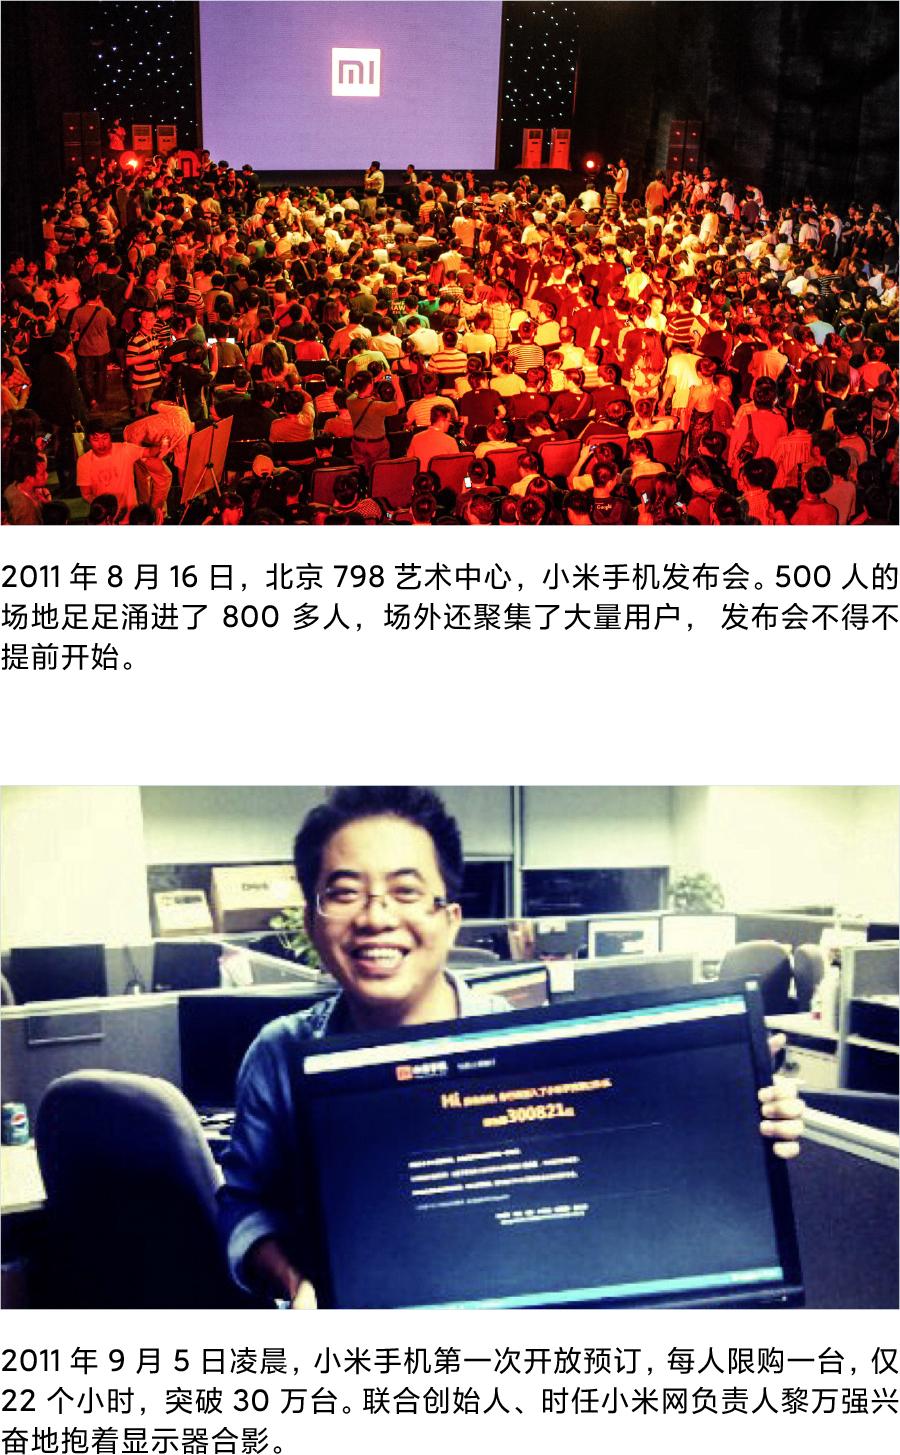 MI
2011 年 8 月 16 日，北京 798 艺术中心，小米手机发布会。500 人的
场地足足涌进了 800 多人，场外还聚集了大量用户， 发布会不得不
提前开始。
Hi
300821
2011 年 9 月 5 日凌晨，小米手机第一次开放预订，每人限购一台，仅
22 个小时，突破 30 万台。联合创始人、时任小米网负责人黎万强兴
奋地抱着显示器合影。